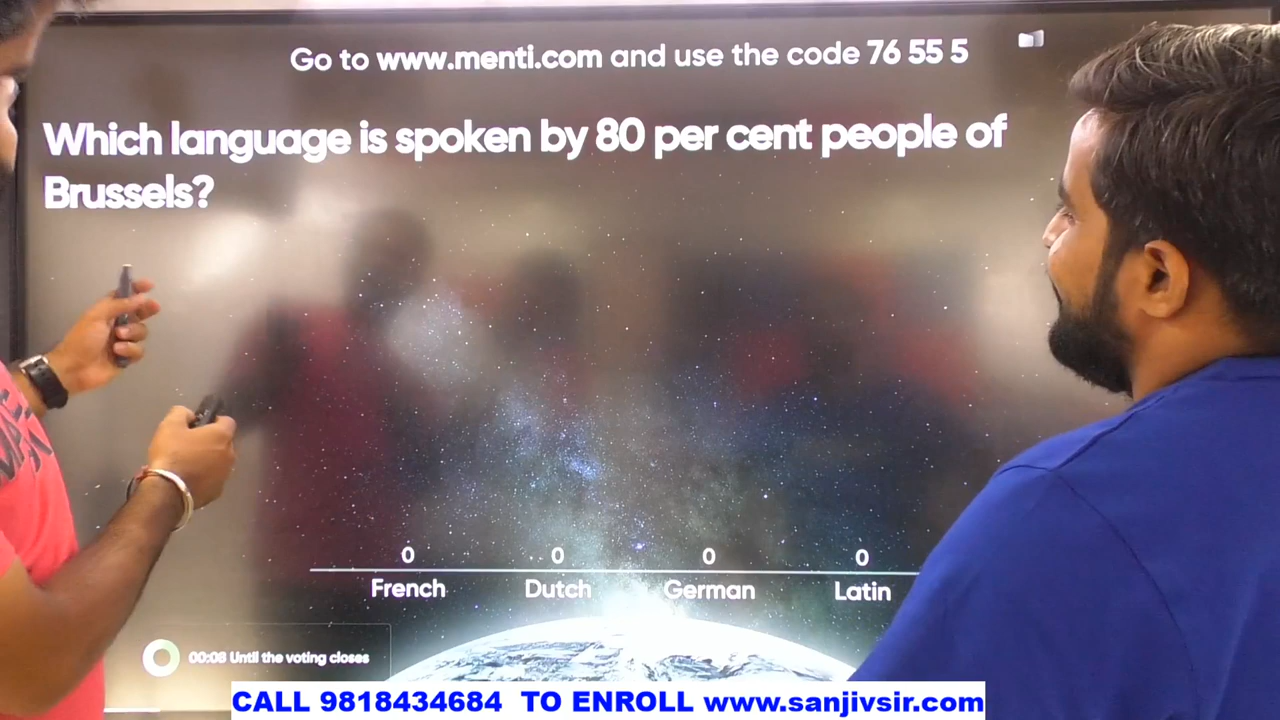 Go to www.menti.com and use the code 76 55 5
Which language is spoken by 80 per cent people of
Brussels?
0 0 0 0
French Dutch German Latin
00:08 Until the voting closes
CALL 9818434684 TO ENROLL www.sanjivsir.com